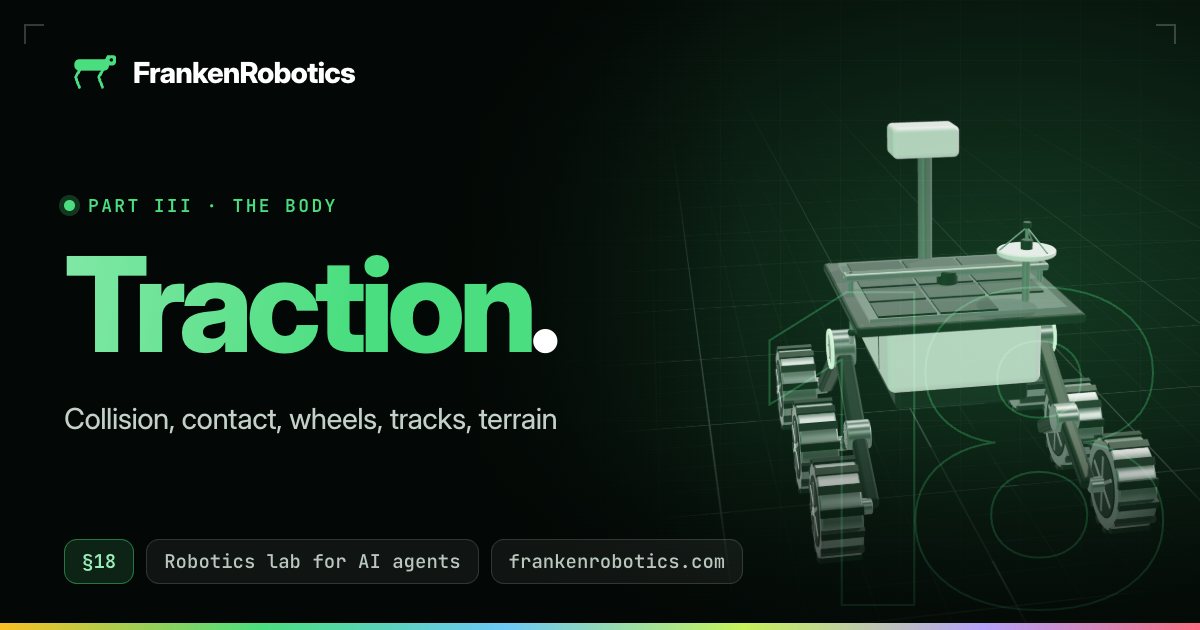 FrankenRobotics
PART III · THE BODY
Traction.
Collision, contact, wheels, tracks, terrain
18
§18
Robotics lab for AI agents
frankenrobotics.com